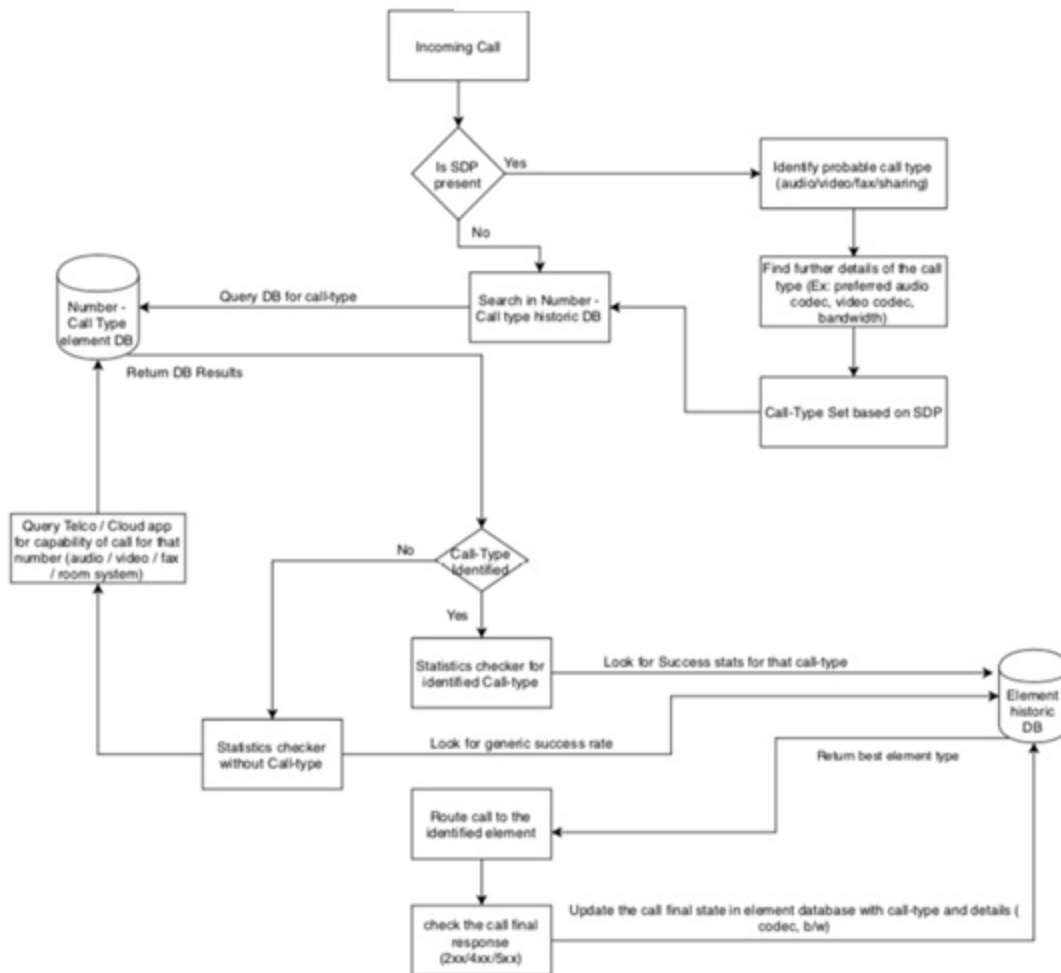 Incoming Call
Is SDP
present
Yes
Identify probable call type
(audio/video/fax/sharing)
No
Find further details of the call
type (Ex: preferred audio
codec, video codec,
bandwidth)
Number -
Call Type
element DB
Query DB for call-type
Search in Number -
Call type historic DB
Return DB Results
Call-Type Set based on SDP
Query Telco / Cloud app
for capability of call for that
number (audio / video / fax
/ room system)
No
Call-Type
Identified
Yes
Statistics checker for
identified Call-type
Look for Success stats for that call-type
Element
historic
DB
Statistics checker
without Call-type
Look for generic success rate
Return best element type
Route call to the
identified element
check the call final
response
(2xx/4xx/5xx)
Update the call final state in element database with call-type and details (
codec, b/w)